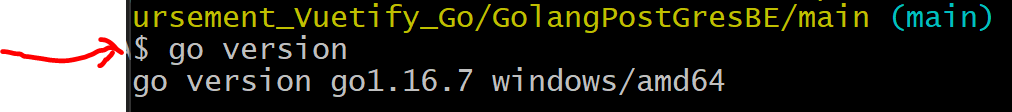 ursement_Vuetify_Go/GolangPostGresBE/main (main)
$ go version
go version go1.16.7 windows/amd64